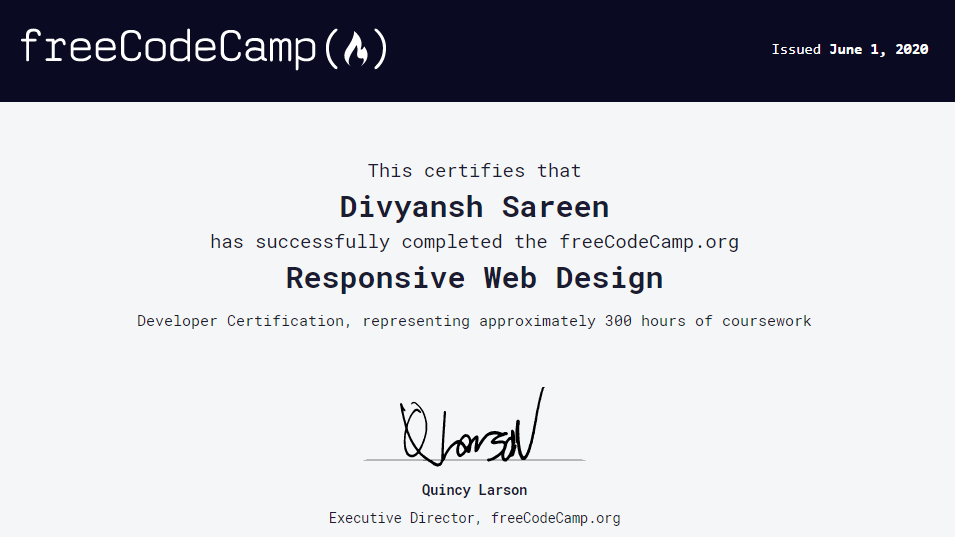 freeCodeCamp(🔥)
Issued June 1, 2020
This certifies that
Divyansh Sareen
has successfully completed the freeCodeCamp.org
Responsive Web Design
Developer Certification, representing approximately 300 hours of coursework
Q Larson
Quincy Larson
Executive Director, freeCodeCamp.org